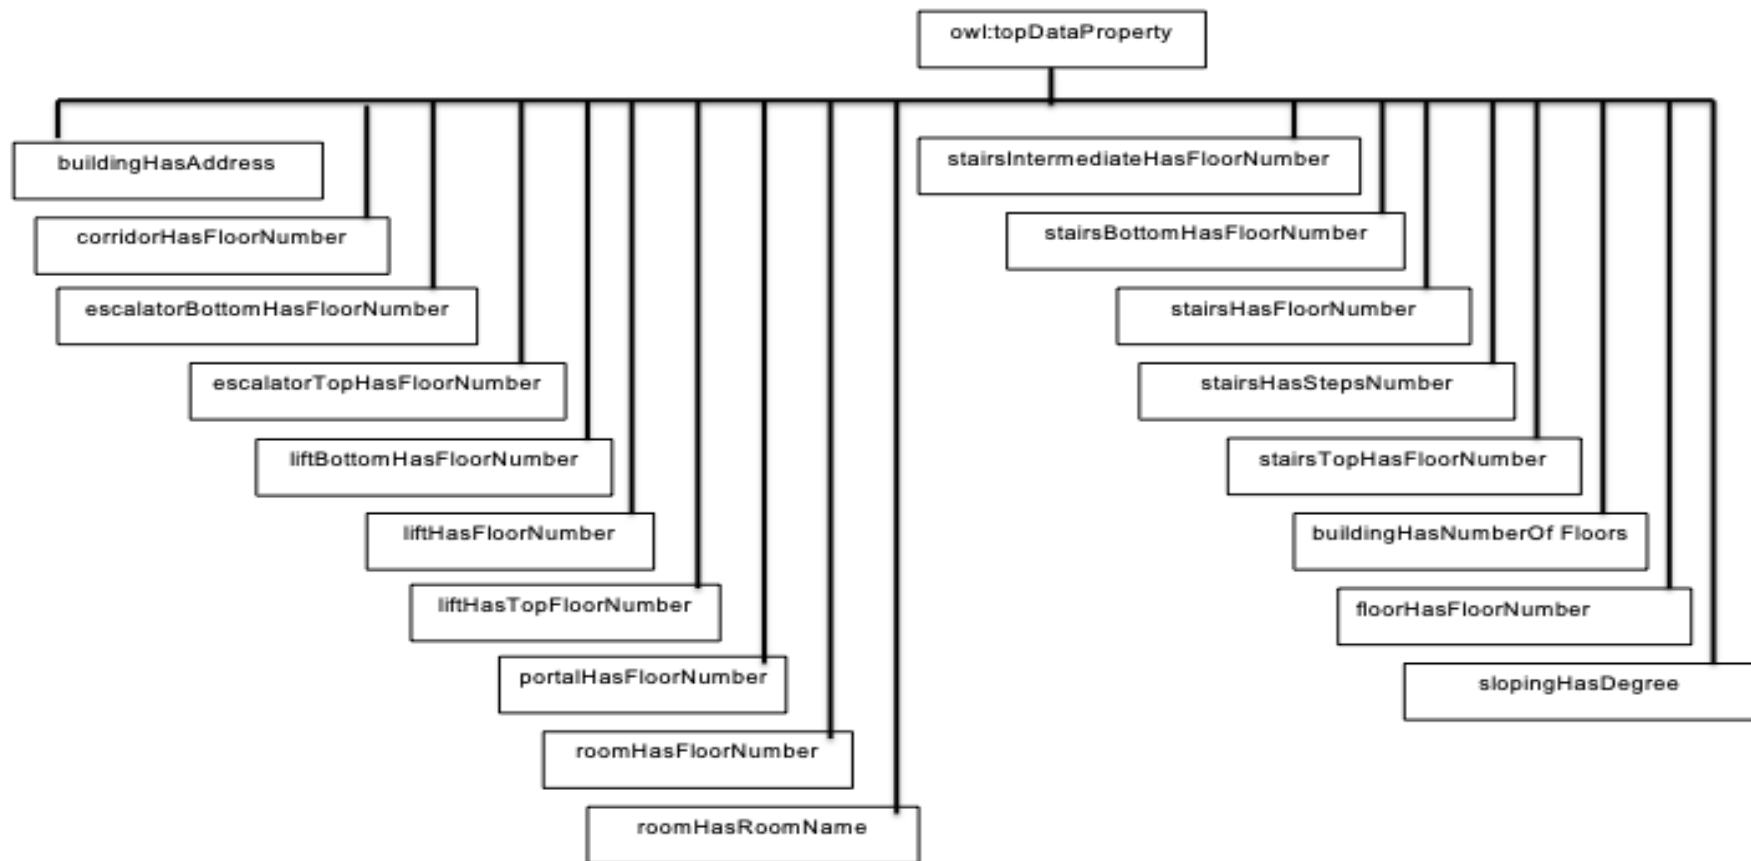 owl:topDataProperty
buildingHasAddress
corridorHasFloorNumber
escalatorBottomHasFloorNumber
escalatorTopHasFloorNumber
liftBottomHasFloorNumber
liftHasFloorNumber
liftHasTopFloorNumber
portalHasFloorNumber
roomHasFloorNumber
roomHasRoomName
stairsIntermediateHasFloorNumber
stairsBottomHasFloorNumber
stairsHasFloorNumber
stairsHasStepsNumber
stairsTopHasFloorNumber
buildingHasNumberOf Floors
floorHasFloorNumber
slopingHasDegree